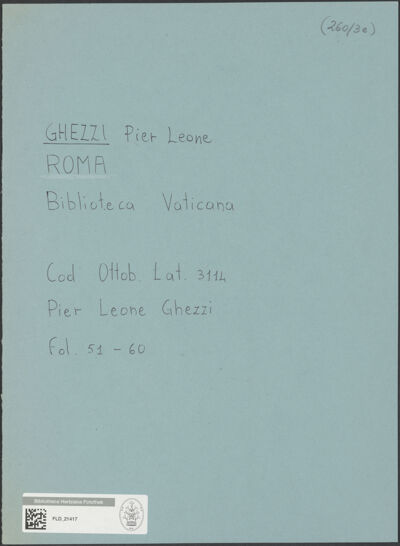 (260/3e)
GHEZZI Pier Leone
ROMA
Biblioteca Vaticana
Cod Ottob. Lat. 3114
Pier Leone Ghezzi
fol. 51 - 60
Bibliotheca Hertziana Fotothek
FLD_21417